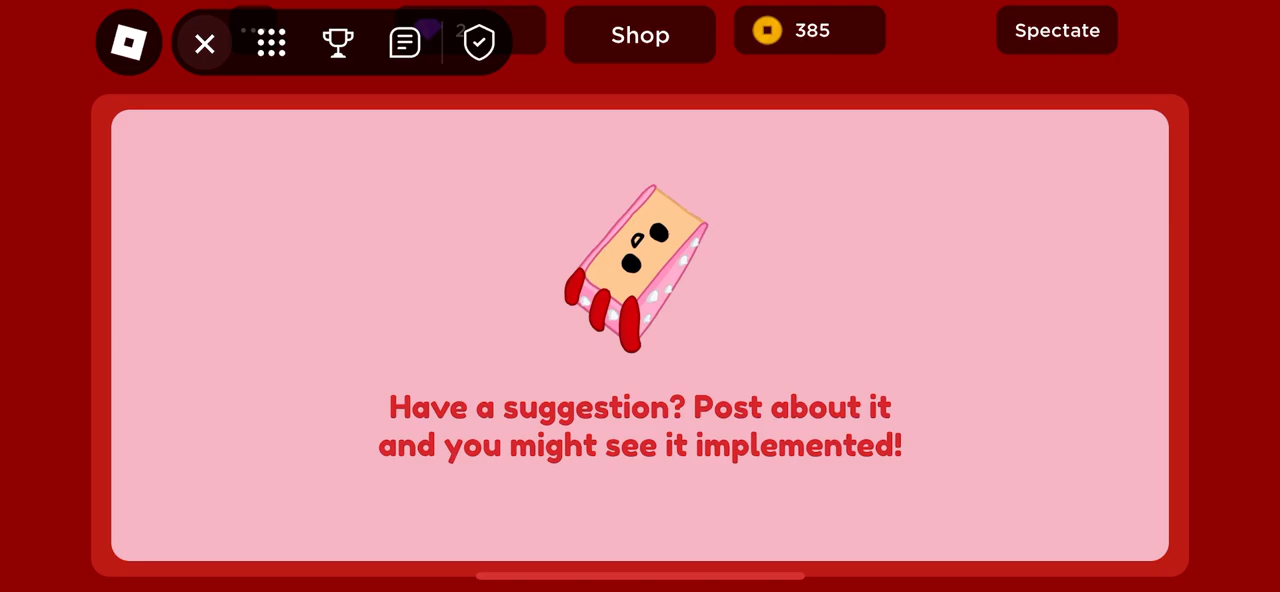 Shop
385
Spectate
Have a suggestion? Post about it
and you might see it implemented!